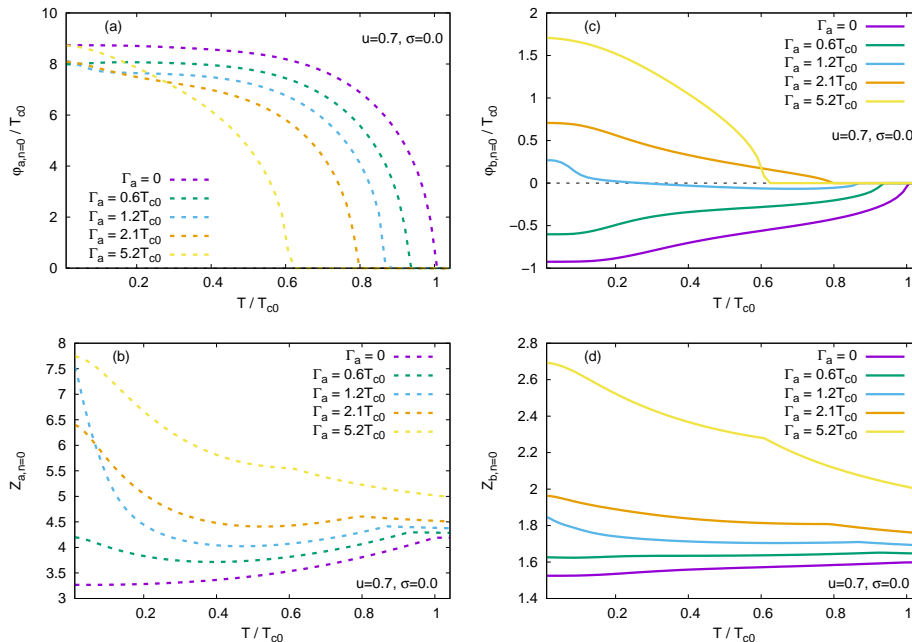 (a)
u=0.7, σ=0.0
φa,n=0 / Tc0
10
8
6
4
2
0
Γa = 0
Γa = 0.6Tc0
Γa = 1.2Tc0
Γa = 2.1Tc0
Γa = 5.2Tc0
0.2 0.4 0.6 0.8 1
T / Tc0
(c)
Γa = 0
Γa = 0.6Tc0
Γa = 1.2Tc0
Γa = 2.1Tc0
Γa = 5.2Tc0
u=0.7, σ=0.0
φb,n=0 / Tc0
2
1.5
1
0.5
0
−0.5
−1
0.2 0.4 0.6 0.8 1
T / Tc0
(b)
Γa = 0
Γa = 0.6Tc0
Γa = 1.2Tc0
Γa = 2.1Tc0
Γa = 5.2Tc0
Za,n=0
7.5
7
6.5
6
5.5
5
4.5
4
3.5
3
u=0.7, σ=0.0
0.2 0.4 0.6 0.8 1
T / Tc0
(d)
Γa = 0
Γa = 0.6Tc0
Γa = 1.2Tc0
Γa = 2.1Tc0
Γa = 5.2Tc0
Zb,n=0
2.8
2.6
2.4
2.2
2
1.8
1.6
1.4
u=0.7, σ=0.0
0.2 0.4 0.6 0.8 1
T / Tc0